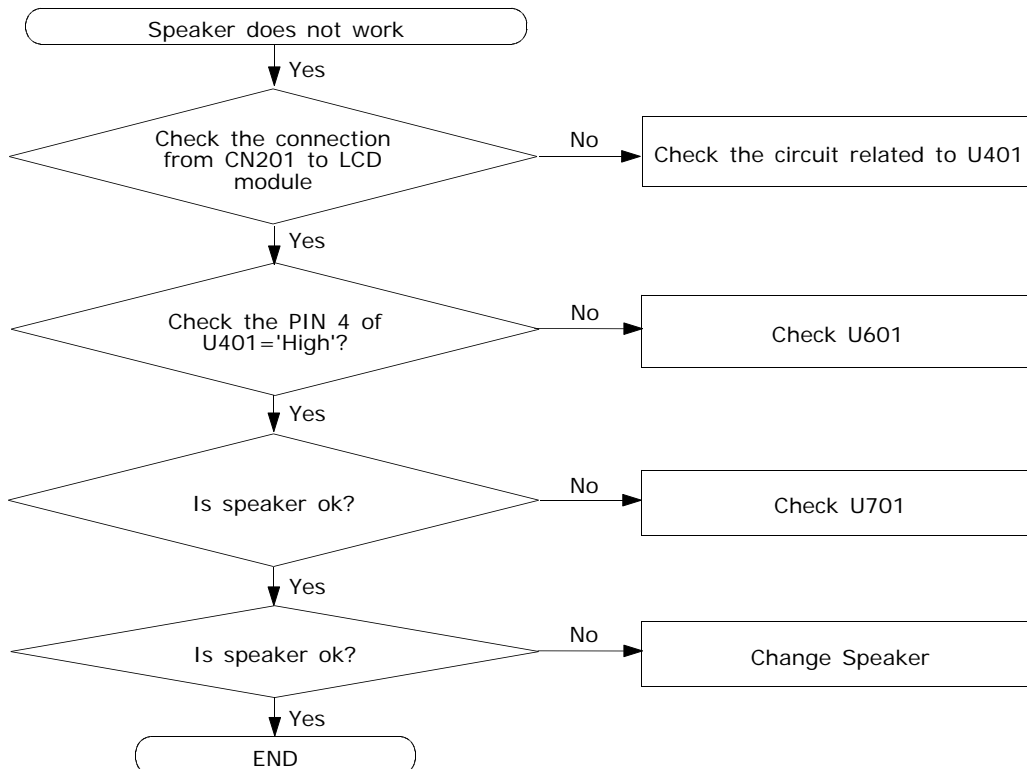 Speaker does not work
Yes
Check the connection
from CN201 to LCD
module
No
Check the circuit related to U401
Yes
Check the PIN 4 of
U401='High'?
No
Check U601
Yes
Is speaker ok?
No
Check U701
Yes
Is speaker ok?
No
Change Speaker
Yes
END